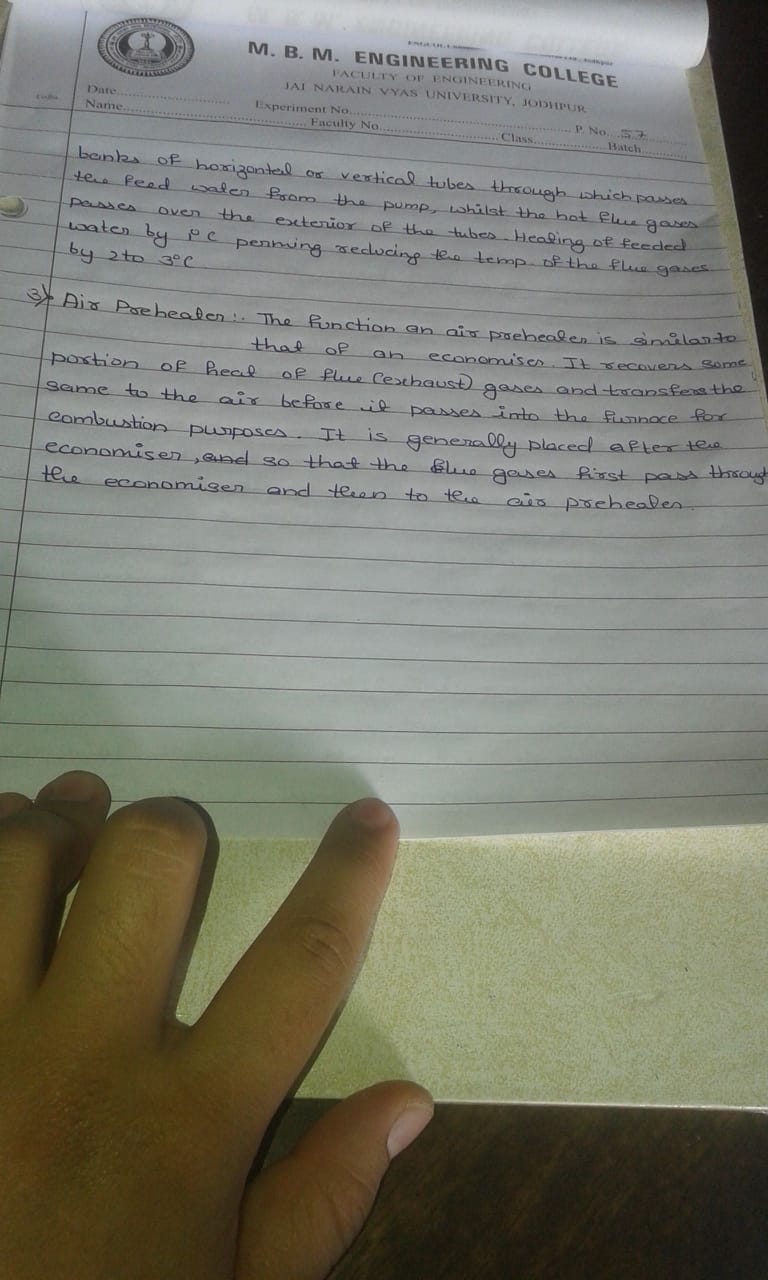 M. B. M. ENGINEERING COLLEGE
FACULTY OF ENGINEERING
JAI NARAIN VYAS UNIVERSITY, JODHPUR
Date.............................. Experiment No.................................................. P. No....57
Name.................................................. Faculty No.............................. Class.................. Batch............
banks of horizontal or vertical tubes through which passes
the feed water from the pump, whilst the hot flue gases
passes over the exterior of the tubes. Heating of feeded
water by 1°C perming reducing the temp. of the flue gases
by 2 to 3°C
3) Air Preheater:. The function an air preheater is similar to
that of an economiser. It recovers some
portion of heat of flue (exhaust) gases and transfers the
same to the air before it passes into the furnace for
combustion purposes. It is generally placed after the
economiser, and so that the flue gases first pass through
the economiser and then to the air preheater.